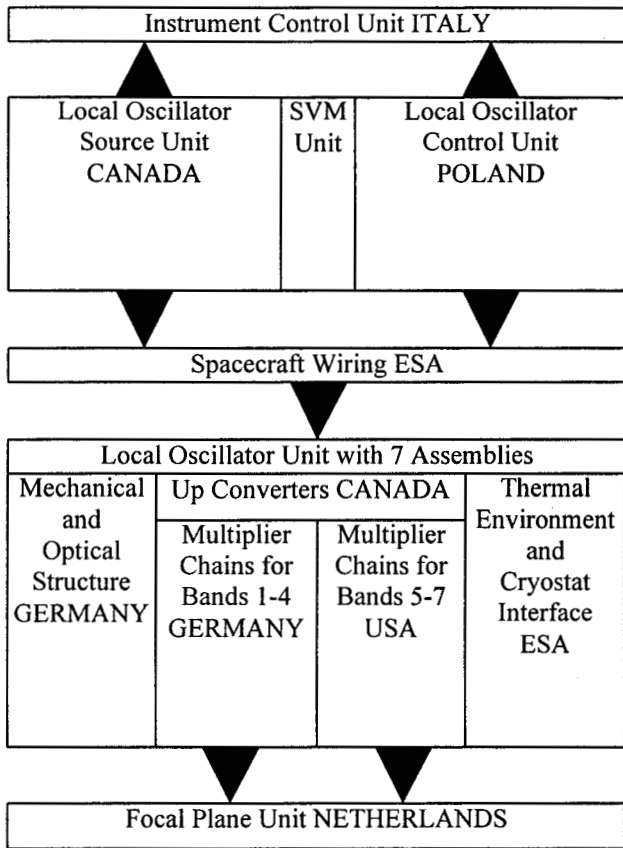 Instrument Control Unit ITALY
Local Oscillator
Source Unit
CANADA
SVM
Unit
Local Oscillator
Control Unit
POLAND
Spacecraft Wiring ESA
Local Oscillator Unit with 7 Assemblies
Mechanical
and
Optical
Structure
GERMANY
Up Converters CANADA
Multiplier
Chains for
Bands 1-4
GERMANY
Multiplier
Chains for
Bands 5-7
USA
Thermal
Environment
and
Cryostat
Interface
ESA
Focal Plane Unit NETHERLANDS